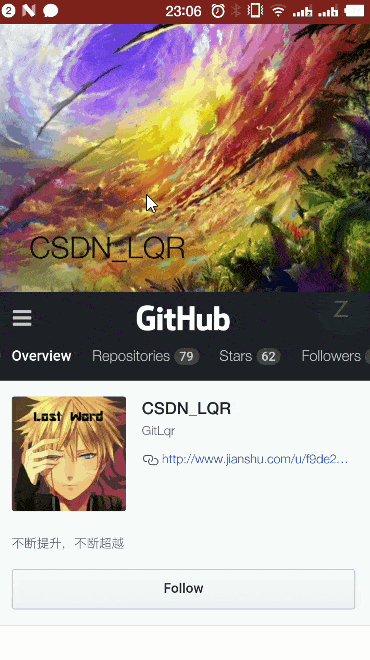 2 23:06
CSDN_LQR
Z
GitHub
Overview Repositories 79 Stars 62 Followers
Lost Word
CSDN_LQR
GitLqr
http://www.jianshu.com/u/f9de2...
不断提升，不断超越
Follow